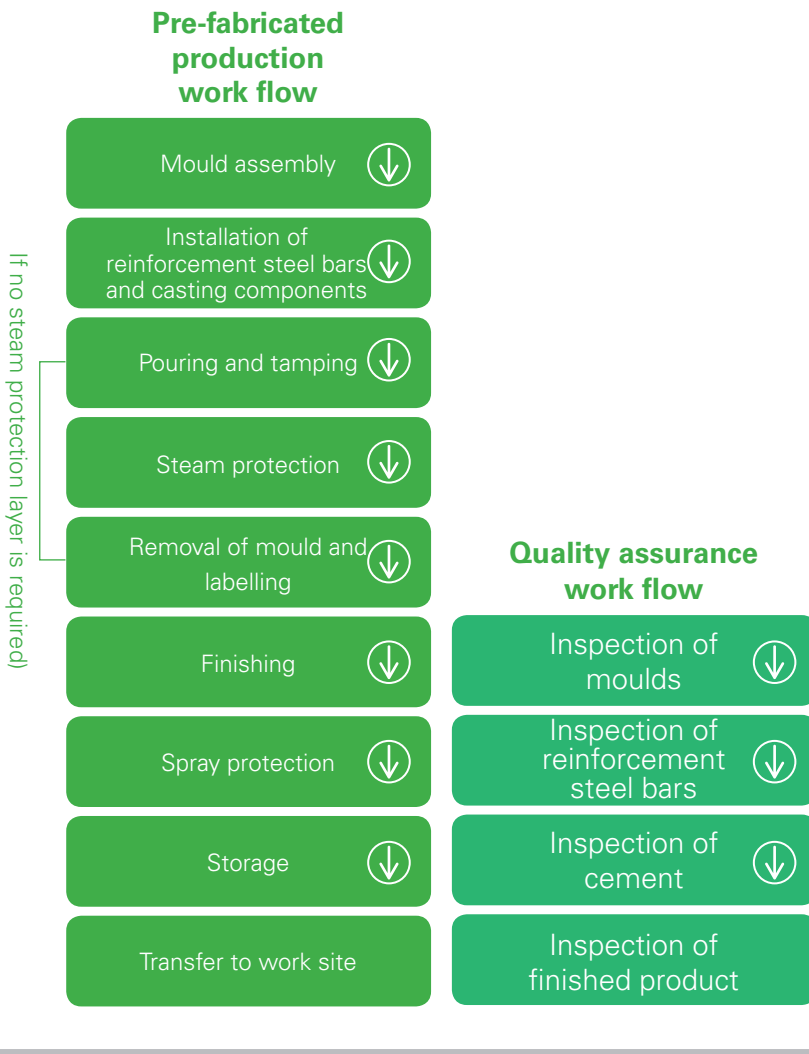 Pre-fabricated
production
work flow
Mould assembly
Installation of
reinforcement steel bars
and casting components
Pouring and tamping
Steam protection
Removal of mould and
labelling
Finishing
Spray protection
Storage
Transfer to work site
If no steam protection layer is required)
Quality assurance
work flow
Inspection of
moulds
Inspection of
reinforcement
steel bars
Inspection of
cement
Inspection of
finished product